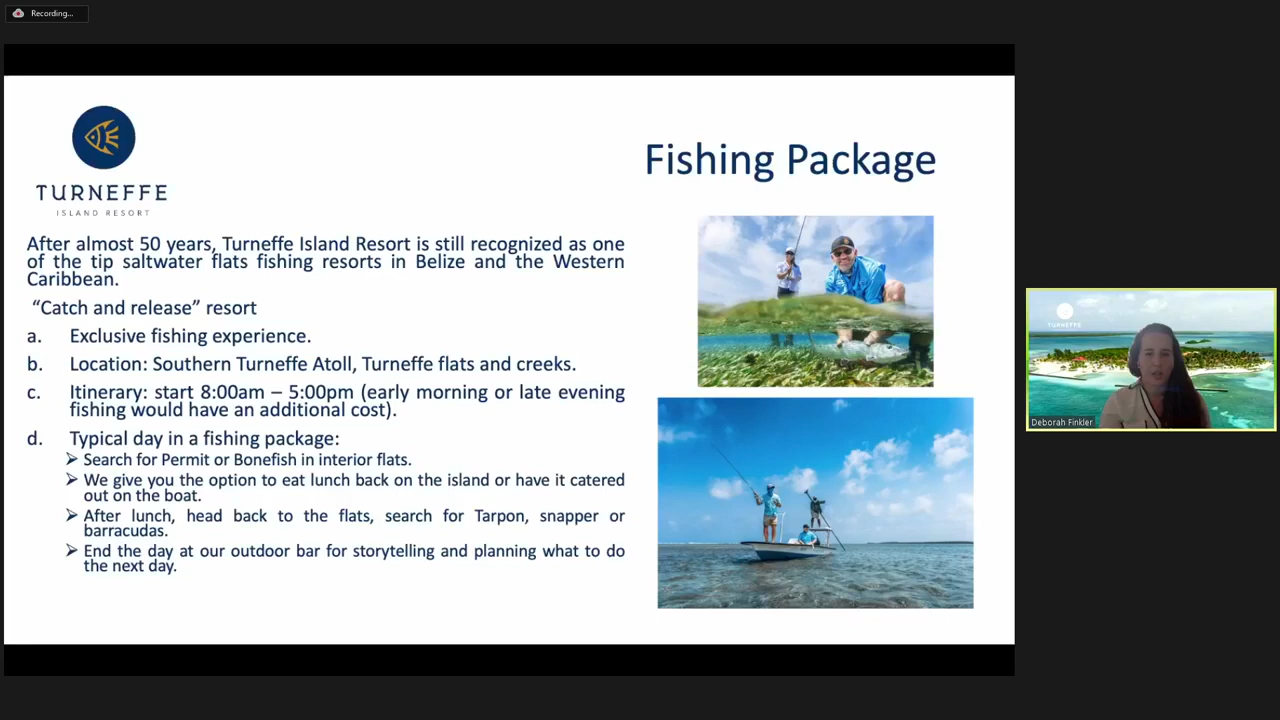 Recording...
TURNEFFE
ISLAND RESORT
Fishing Package
After almost 50 years, Turneffe Island Resort is still recognized as one
of the tip saltwater flats fishing resorts in Belize and the Western
Caribbean.
“Catch and release” resort
a. Exclusive fishing experience.
b. Location: Southern Turneffe Atoll, Turneffe flats and creeks.
c. Itinerary: start 8:00am – 5:00pm (early morning or late evening
fishing would have an additional cost).
d. Typical day in a fishing package:
➢ Search for Permit or Bonefish in interior flats.
➢ We give you the option to eat lunch back on the island or have it catered
out on the boat.
➢ After lunch, head back to the flats, search for Tarpon, snapper or
barracudas.
➢ End the day at our outdoor bar for storytelling and planning what to do
the next day.
TURNEFFE
Deborah Finkler